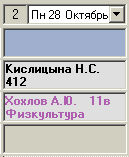 2 Пн 28 Октябрь
Кислицына Н.С.
412
Хохлов А.Ю. 11в
Физкультура